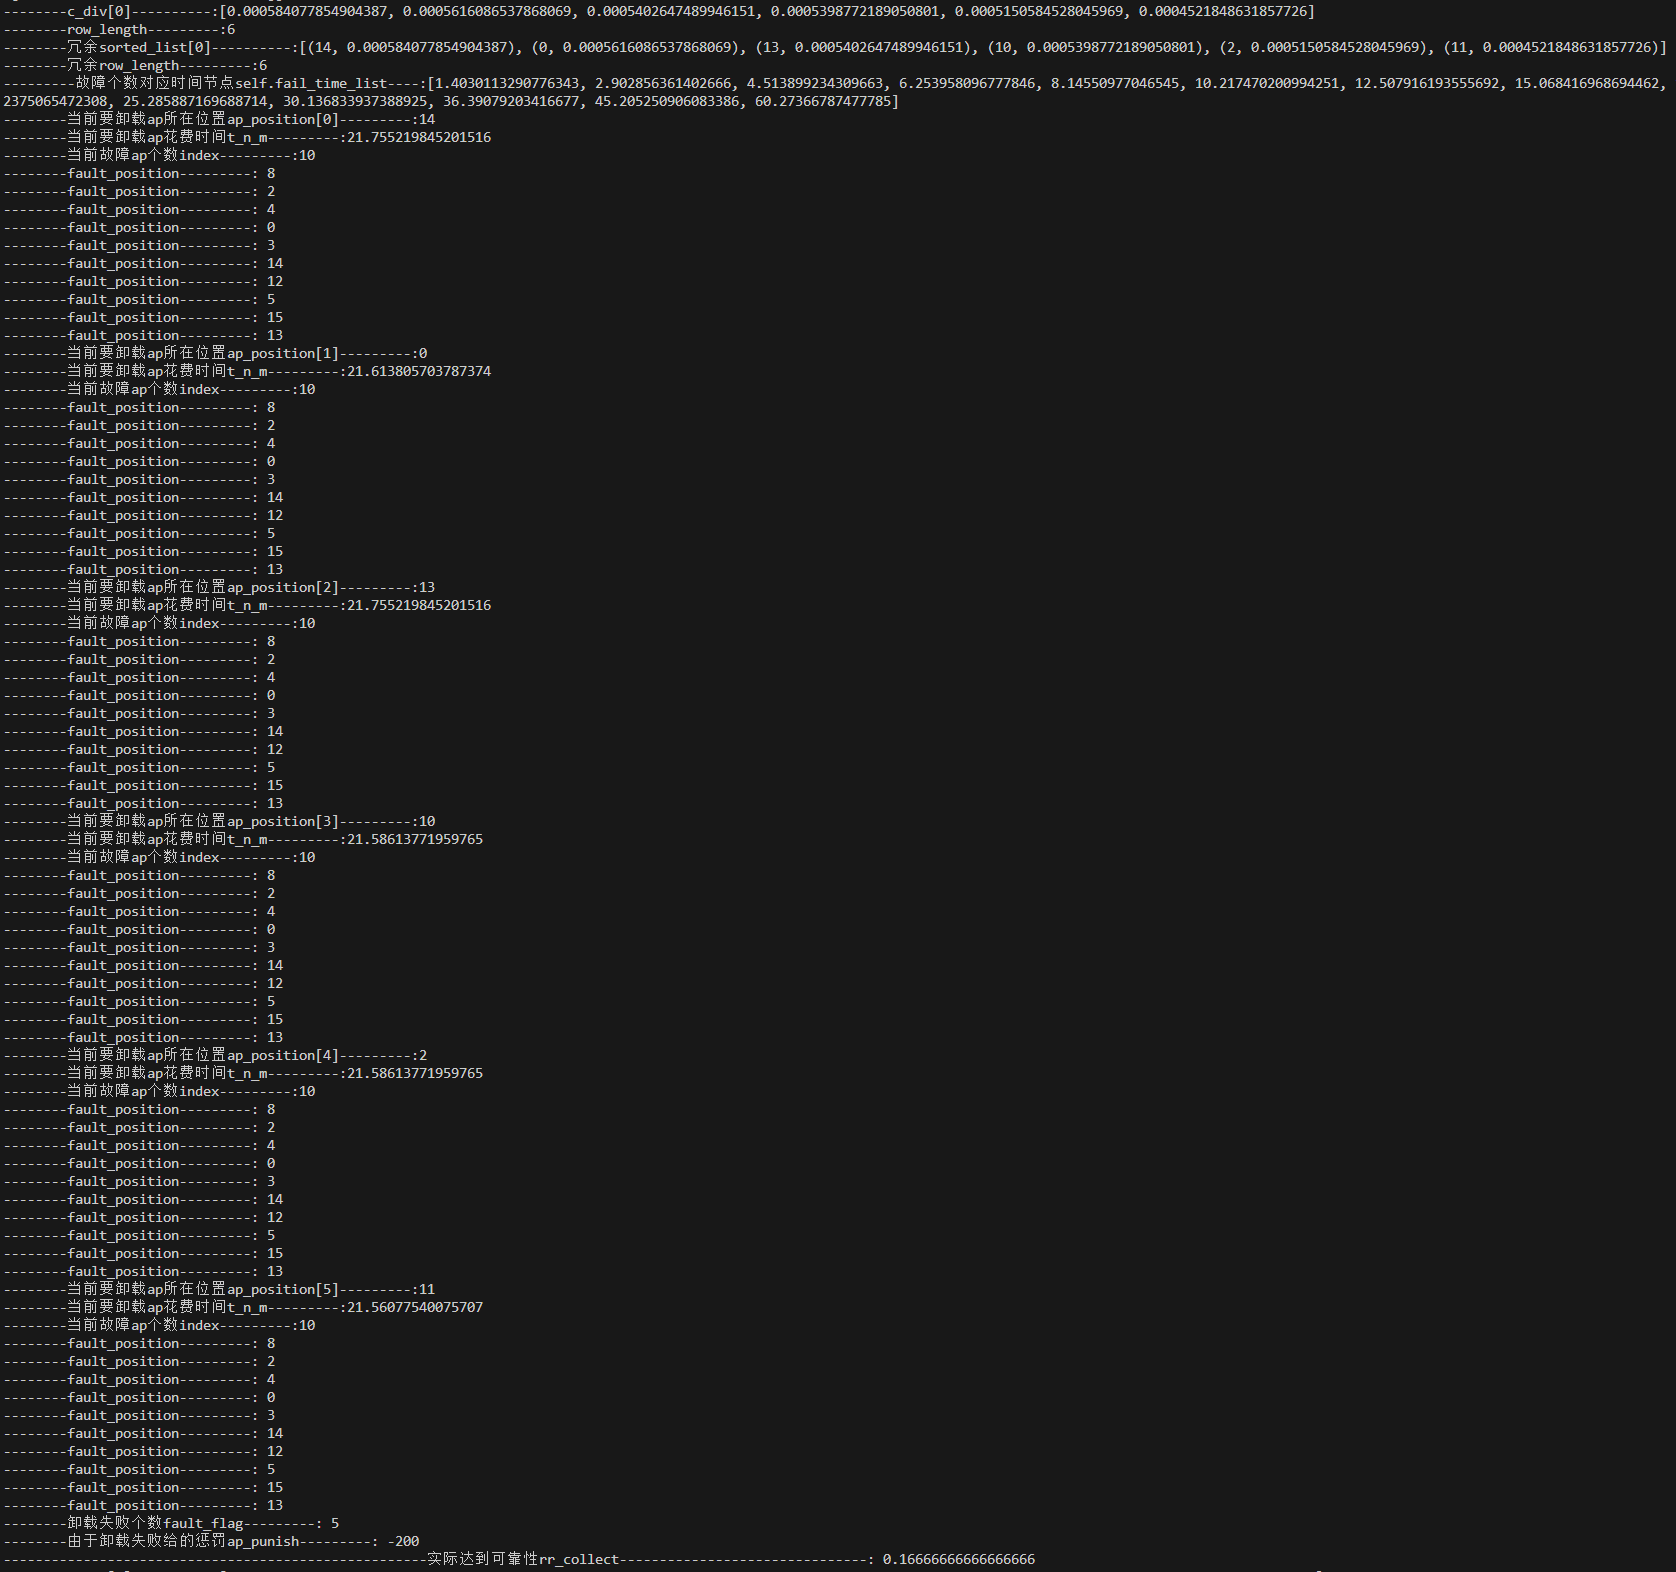 --------c_div[0]----------:[0.000584077854904387, 0.0005616086537868069, 0.0005402647489946151, 0.0005398772189050801, 0.0005150584528045969, 0.0004521848631857726]
--------row_length---------:6
--------冗余sorted_list[0]----------:[(14, 0.000584077854904387), (0, 0.0005616086537868069), (13, 0.0005402647489946151), (10, 0.0005398772189050801), (2, 0.0005150584528045969), (11, 0.0004521848631857726)]
--------冗余row_length---------:6
---------故障个数对应时间节点self.fail_time_list----:[1.4030113290776343, 2.902856361402666, 4.513899234309663, 6.253958096777846, 8.14550977046545, 10.217470200994251, 12.507916193555692, 15.068416968694462,
2375065472308, 25.285887169688714, 30.136833937388925, 36.39079203416677, 45.205250906083386, 60.27366787477785]
--------当前要卸载ap所在位置ap_position[0]---------:14
--------当前要卸载ap花费时间t_n_m---------:21.755219845201516
--------当前故障ap个数index---------:10
--------fault_position---------: 8
--------fault_position---------: 2
--------fault_position---------: 4
--------fault_position---------: 0
--------fault_position---------: 3
--------fault_position---------: 14
--------fault_position---------: 12
--------fault_position---------: 5
--------fault_position---------: 15
--------fault_position---------: 13
--------当前要卸载ap所在位置ap_position[1]---------:0
--------当前要卸载ap花费时间t_n_m---------:21.613805703787374
--------当前故障ap个数index---------:10
--------fault_position---------: 8
--------fault_position---------: 2
--------fault_position---------: 4
--------fault_position---------: 0
--------fault_position---------: 3
--------fault_position---------: 14
--------fault_position---------: 12
--------fault_position---------: 5
--------fault_position---------: 15
--------fault_position---------: 13
--------当前要卸载ap所在位置ap_position[2]---------:13
--------当前要卸载ap花费时间t_n_m---------:21.755219845201516
--------当前故障ap个数index---------:10
--------fault_position---------: 8
--------fault_position---------: 2
--------fault_position---------: 4
--------fault_position---------: 0
--------fault_position---------: 3
--------fault_position---------: 14
--------fault_position---------: 12
--------fault_position---------: 5
--------fault_position---------: 15
--------fault_position---------: 13
--------当前要卸载ap所在位置ap_position[3]---------:10
--------当前要卸载ap花费时间t_n_m---------:21.58613771959765
--------当前故障ap个数index---------:10
--------fault_position---------: 8
--------fault_position---------: 2
--------fault_position---------: 4
--------fault_position---------: 0
--------fault_position---------: 3
--------fault_position---------: 14
--------fault_position---------: 12
--------fault_position---------: 5
--------fault_position---------: 15
--------fault_position---------: 13
--------当前要卸载ap所在位置ap_position[4]---------:2
--------当前要卸载ap花费时间t_n_m---------:21.58613771959765
--------当前故障ap个数index---------:10
--------fault_position---------: 8
--------fault_position---------: 2
--------fault_position---------: 4
--------fault_position---------: 0
--------fault_position---------: 3
--------fault_position---------: 14
--------fault_position---------: 12
--------fault_position---------: 5
--------fault_position---------: 15
--------fault_position---------: 13
--------当前要卸载ap所在位置ap_position[5]---------:11
--------当前要卸载ap花费时间t_n_m---------:21.56077540075707
--------当前故障ap个数index---------:10
--------fault_position---------: 8
--------fault_position---------: 2
--------fault_position---------: 4
--------fault_position---------: 0
--------fault_position---------: 3
--------fault_position---------: 14
--------fault_position---------: 12
--------fault_position---------: 5
--------fault_position---------: 15
--------fault_position---------: 13
--------卸载失败个数fault_flag---------: 5
--------由于卸载失败给的惩罚ap_punish---------: -200
-----------------------------------------------------实际达到可靠性rr_collect-------------------------------: 0.16666666666666666